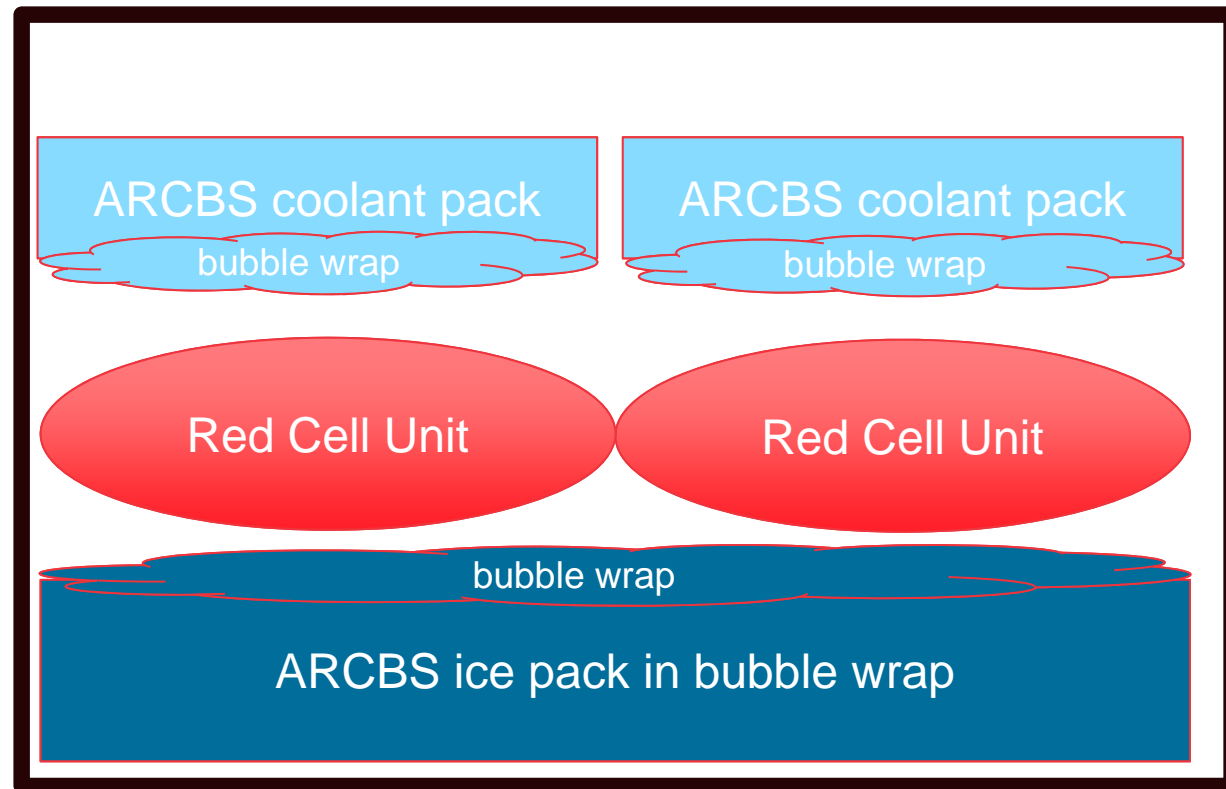 ARCBS coolant pack
ARCBS coolant pack
bubble wrap
bubble wrap
Red Cell Unit
Red Cell Unit
bubble wrap
ARCBS ice pack in bubble wrap